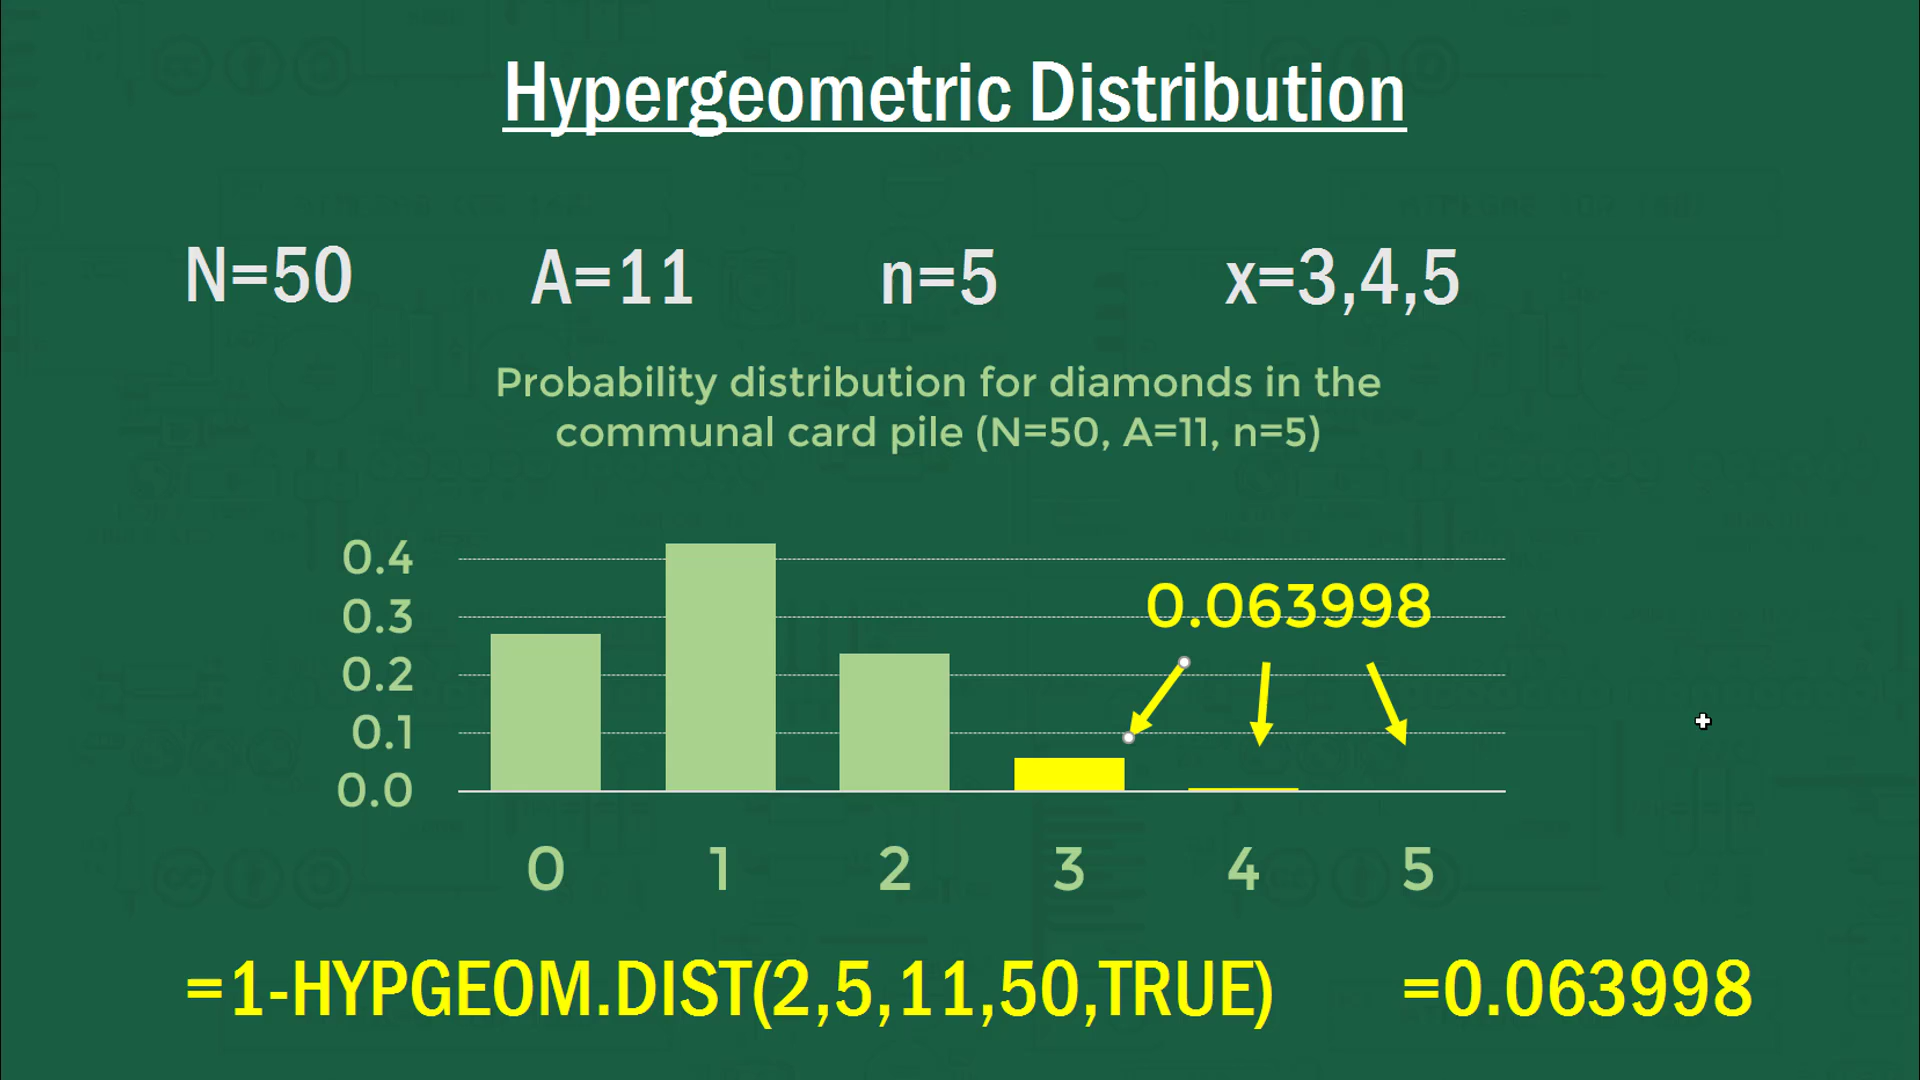 Hypergeometric Distribution
N=50 A=11 n=5 x=3,4,5
Probability distribution for diamonds in the
communal card pile (N=50, A=11, n=5)
0.4
0.3
0.2
0.1
0.0
0.063998
0 1 2 3 4 5
=1-HYPGEOM.DIST(2,5,11,50,TRUE) =0.063998